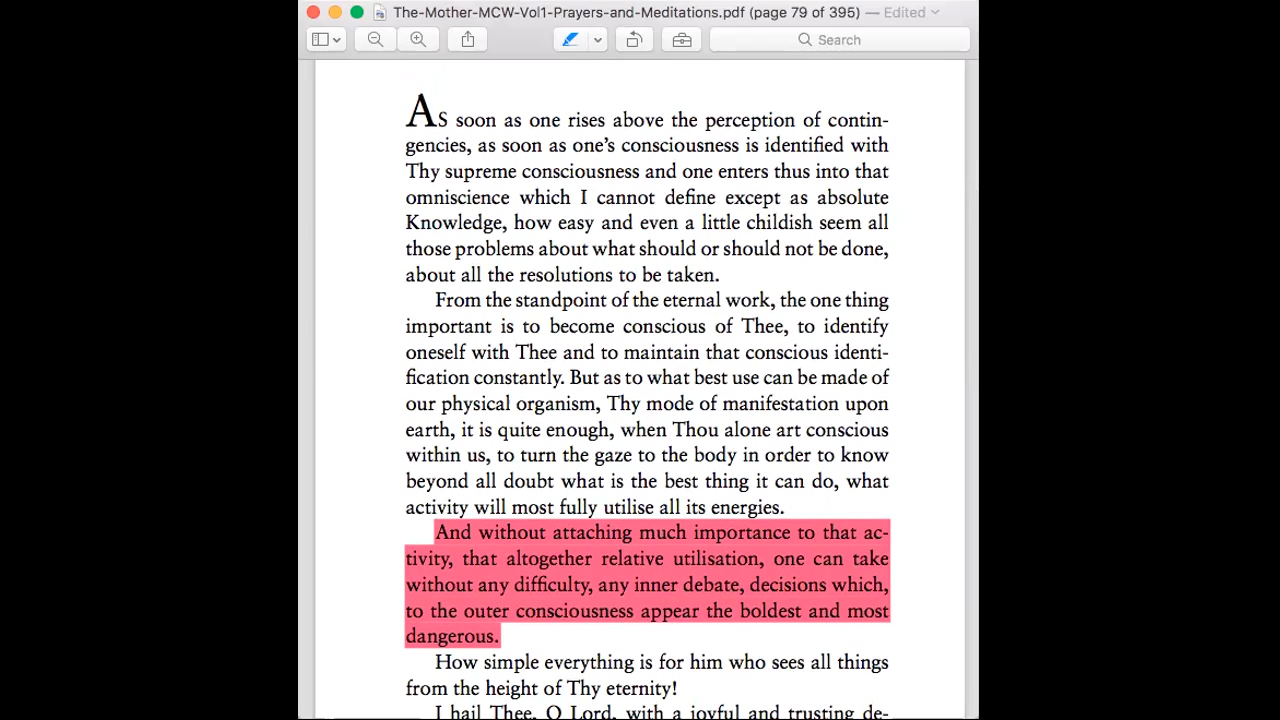 The-Mother-MCW-Vol1-Prayers-and-Meditations.pdf (page 79 of 395) — Edited
Search
As soon as one rises above the perception of contin-
gencies, as soon as one's consciousness is identified with
Thy supreme consciousness and one enters thus into that
omniscience which I cannot define except as absolute
Knowledge, how easy and even a little childish seem all
those problems about what should or should not be done,
about all the resolutions to be taken.
From the standpoint of the eternal work, the one thing
important is to become conscious of Thee, to identify
oneself with Thee and to maintain that conscious identi-
fication constantly. But as to what best use can be made of
our physical organism, Thy mode of manifestation upon
earth, it is quite enough, when Thou alone art conscious
within us, to turn the gaze to the body in order to know
beyond all doubt what is the best thing it can do, what
activity will most fully utilise all its energies.
And without attaching much importance to that ac-
tivity, that altogether relative utilisation, one can take
without any difficulty, any inner debate, decisions which,
to the outer consciousness appear the boldest and most
dangerous.
How simple everything is for him who sees all things
from the height of Thy eternity!
I hail Thee, O Lord, with a joyful and trusting de-